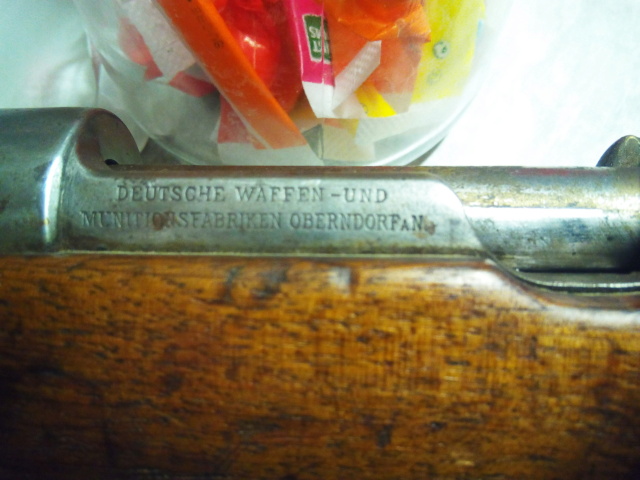 DEUTSCHE WAFFEN-UND
MUNITIONSFABRIKEN OBERNDORF A/N.